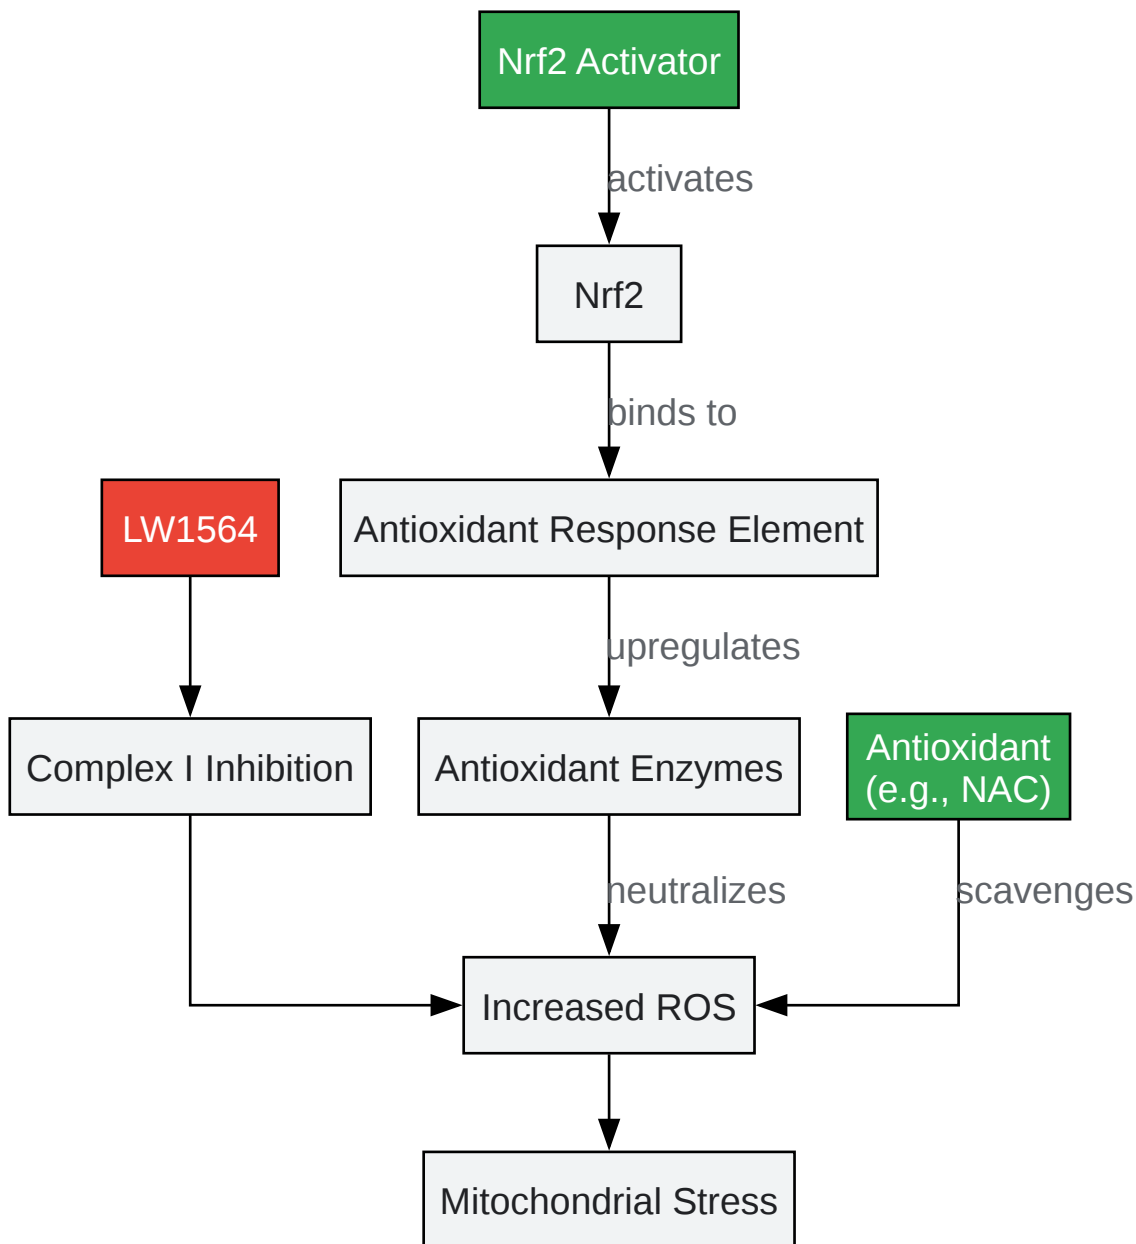 Nrf2 Activator
activates
Nrf2
binds to
LW1564
Antioxidant Response Element
upregulates
Complex I Inhibition
Antioxidant Enzymes
Antioxidant
(e.g., NAC)
neutralizes
scavenges
Increased ROS
Mitochondrial Stress